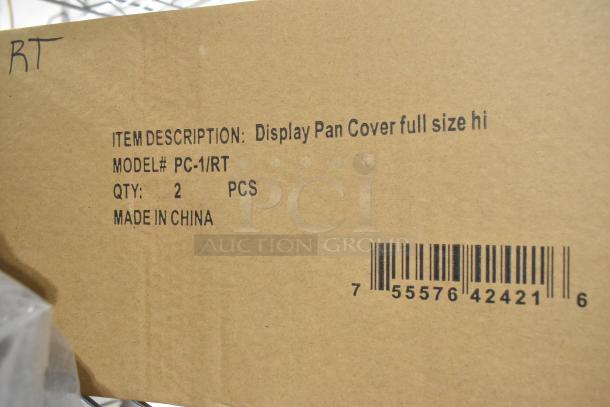 RT
ITEM DESCRIPTION: Display Pan Cover full size hi
MODEL# PC-1/RT
QTY: 2 PCS
MADE IN CHINA
PCI
AUCTION GROUP
7 55576 42421 6